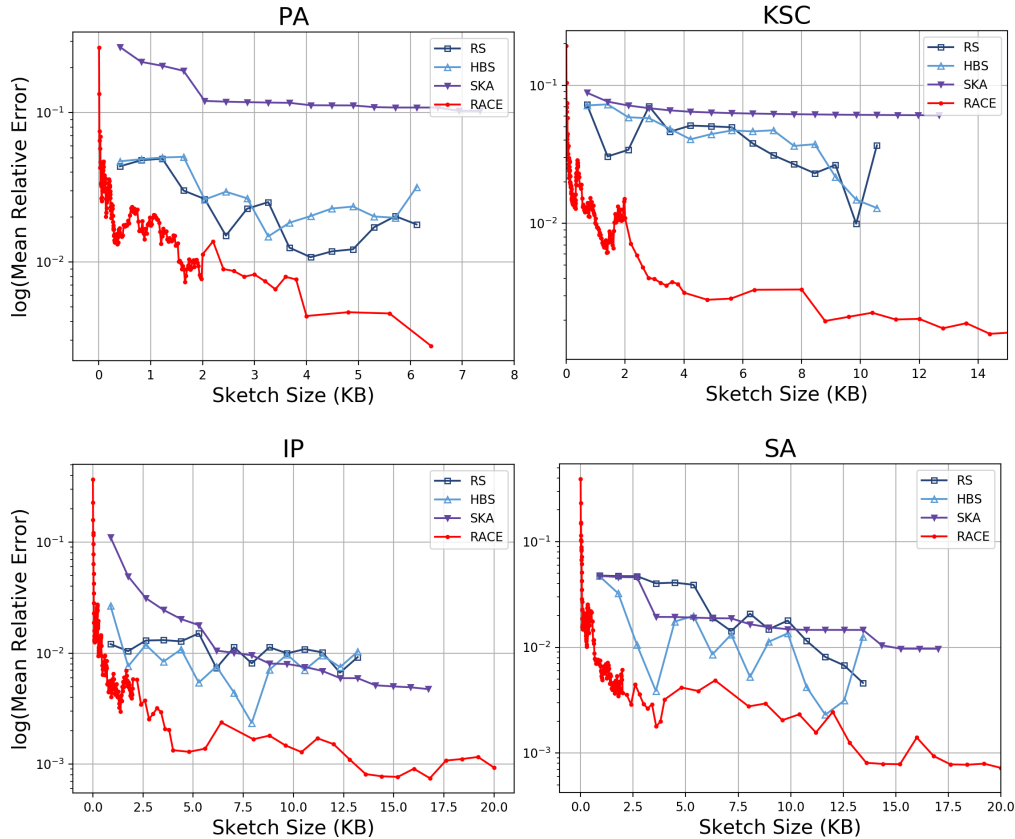 PA
log(Mean Relative Error)
10⁻¹
10⁻²
RS
HBS
SKA
RACE
0 1 2 3 4 5 6 7 8
Sketch Size (KB)
KSC
10⁻¹
10⁻²
RS
HBS
SKA
RACE
0 2 4 6 8 10 12 14
Sketch Size (KB)
IP
log(Mean Relative Error)
10⁻¹
10⁻²
10⁻³
RS
HBS
SKA
RACE
0.0 2.5 5.0 7.5 10.0 12.5 15.0 17.5 20.0
Sketch Size (KB)
SA
10⁻¹
10⁻²
10⁻³
RS
HBS
SKA
RACE
0.0 2.5 5.0 7.5 10.0 12.5 15.0 17.5 20.0
Sketch Size (KB)